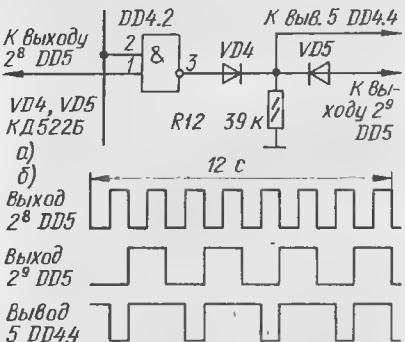 DD4.2
К выв. 5 DD4.4
К выходу
2⁸ DD5
2
1
&
3
VD4
VD5
VD4, VD5
КД522Б
R12 39 к
К вы-
ходу 2⁹
DD5
а)
б)
12 с
Выход
2⁸ DD5
Выход
2⁹ DD5
Вывод
5 DD4.4